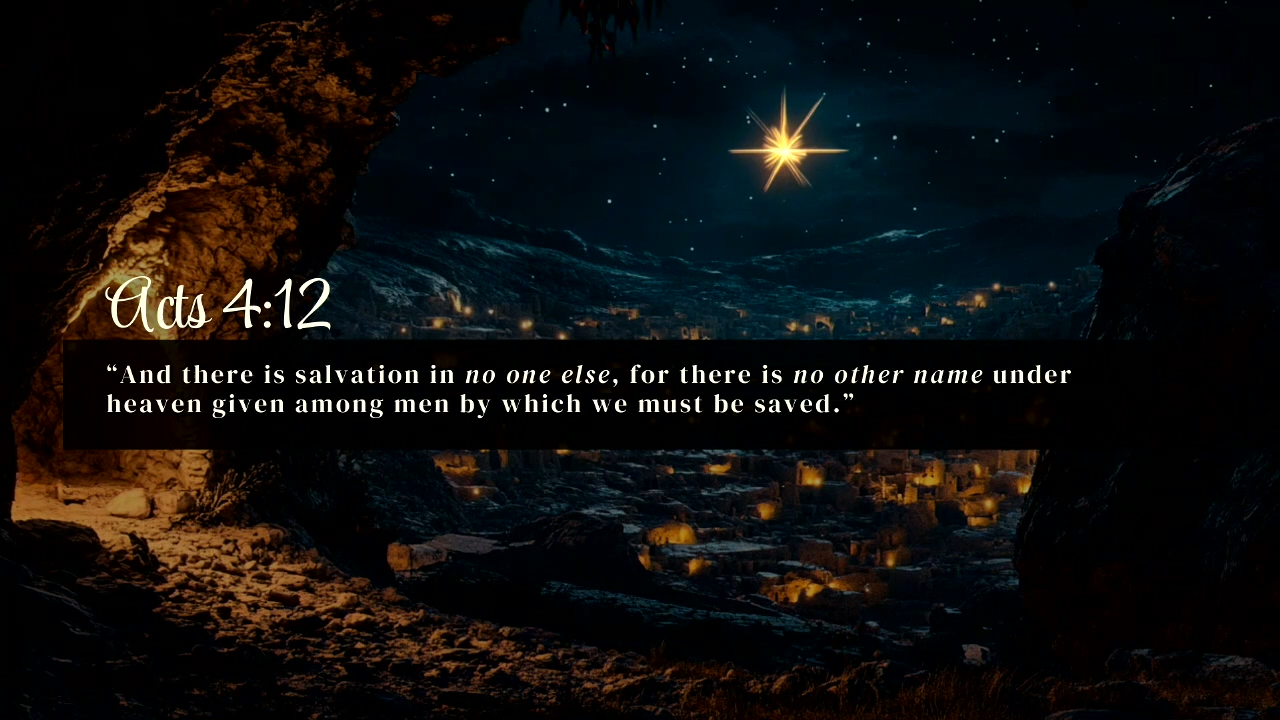 Acts 4:12
“And there is salvation in no one else, for there is no other name under
heaven given among men by which we must be saved.”